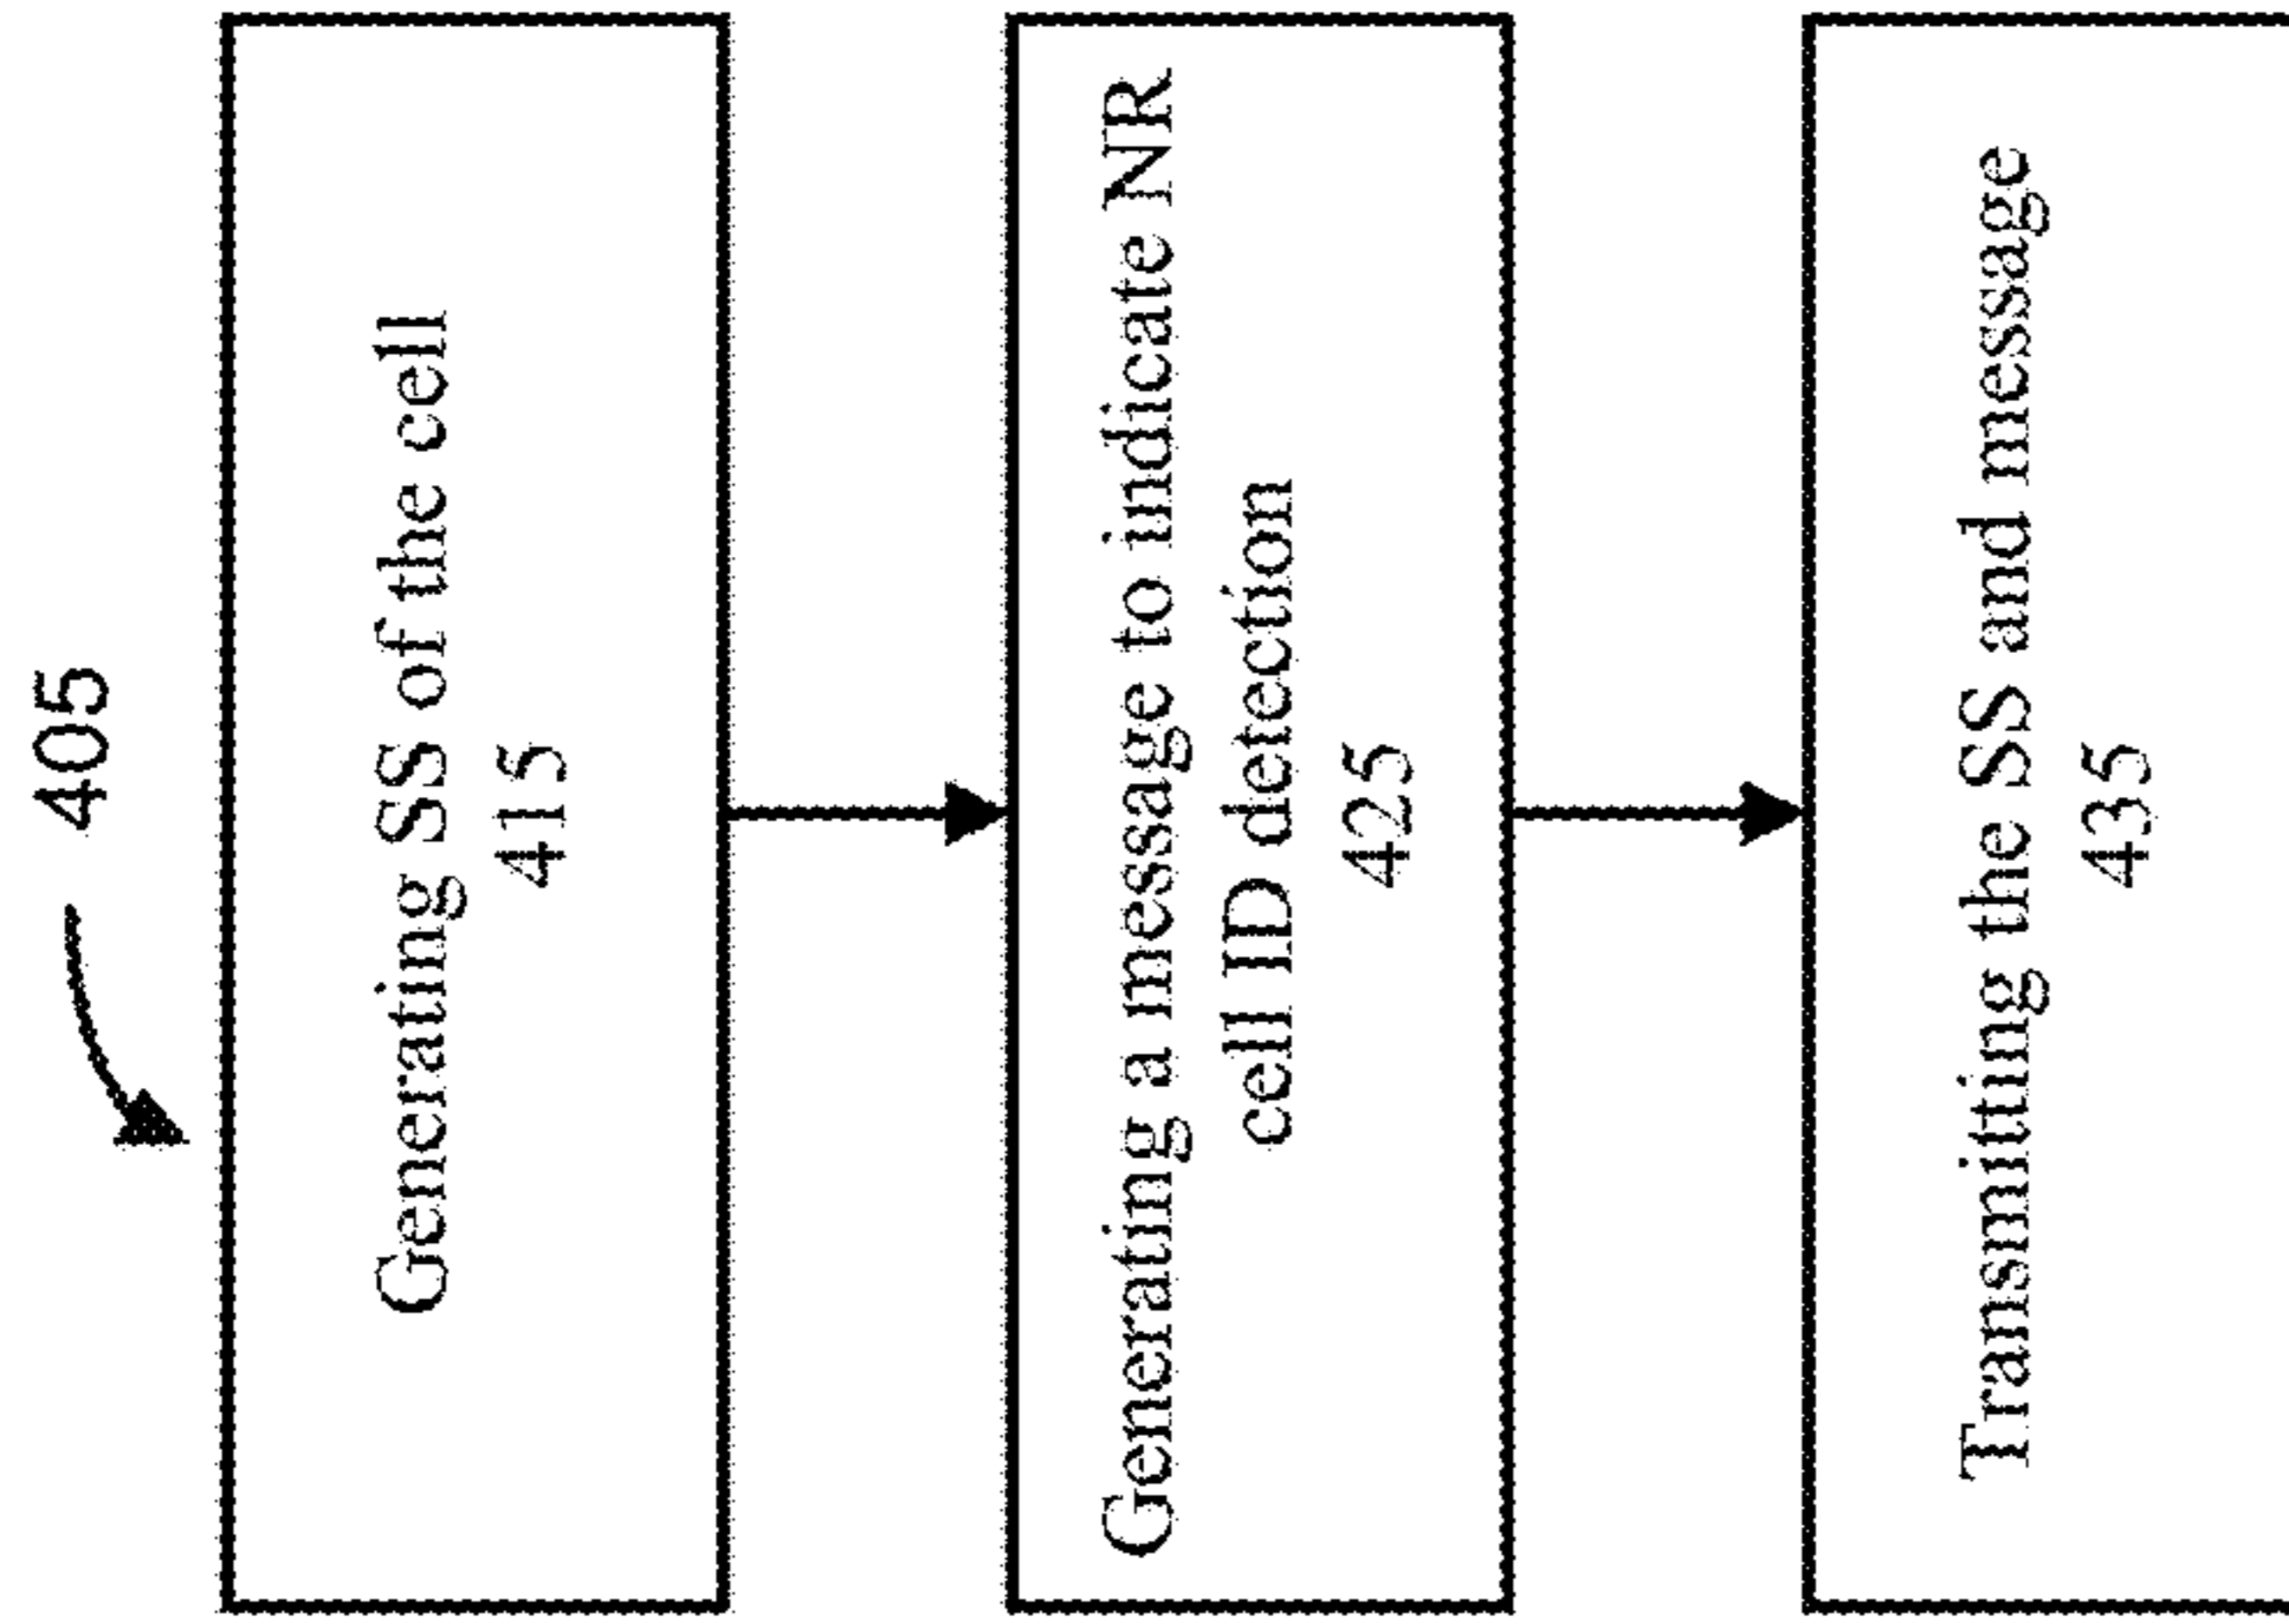 405
Generating SS of the cell
415
Generating a message to indicate NR
cell ID detection
425
Transmitting the SS and message
435